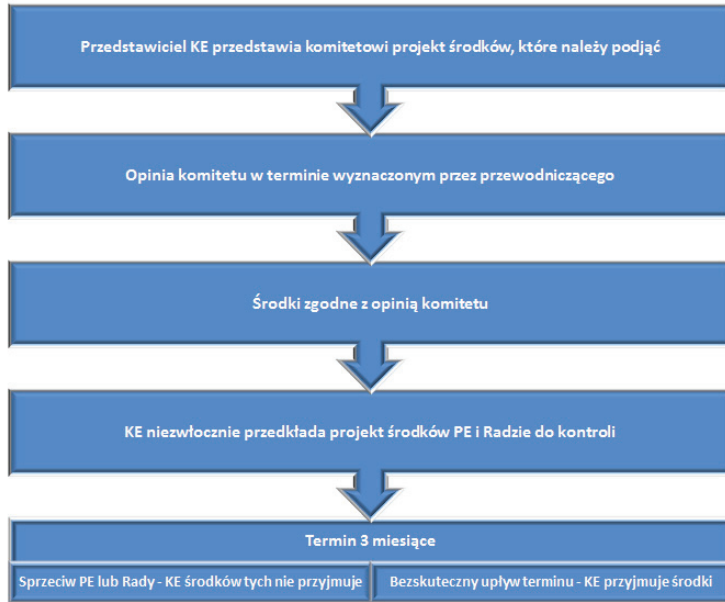 Przedstawiciel KE przedstawia komitetowi projekt środków, które należy podjąć
Opinia komitetu w terminie wyznaczonym przez przewodniczącego
Środki zgodne z opinią komitetu
KE niezwłocznie przedkłada projekt środków PE i Radzie do kontroli
Termin 3 miesiące
Sprzeciw PE lub Rady - KE środków tych nie przyjmuje
Bezskuteczny upływ terminu - KE przyjmuje środki